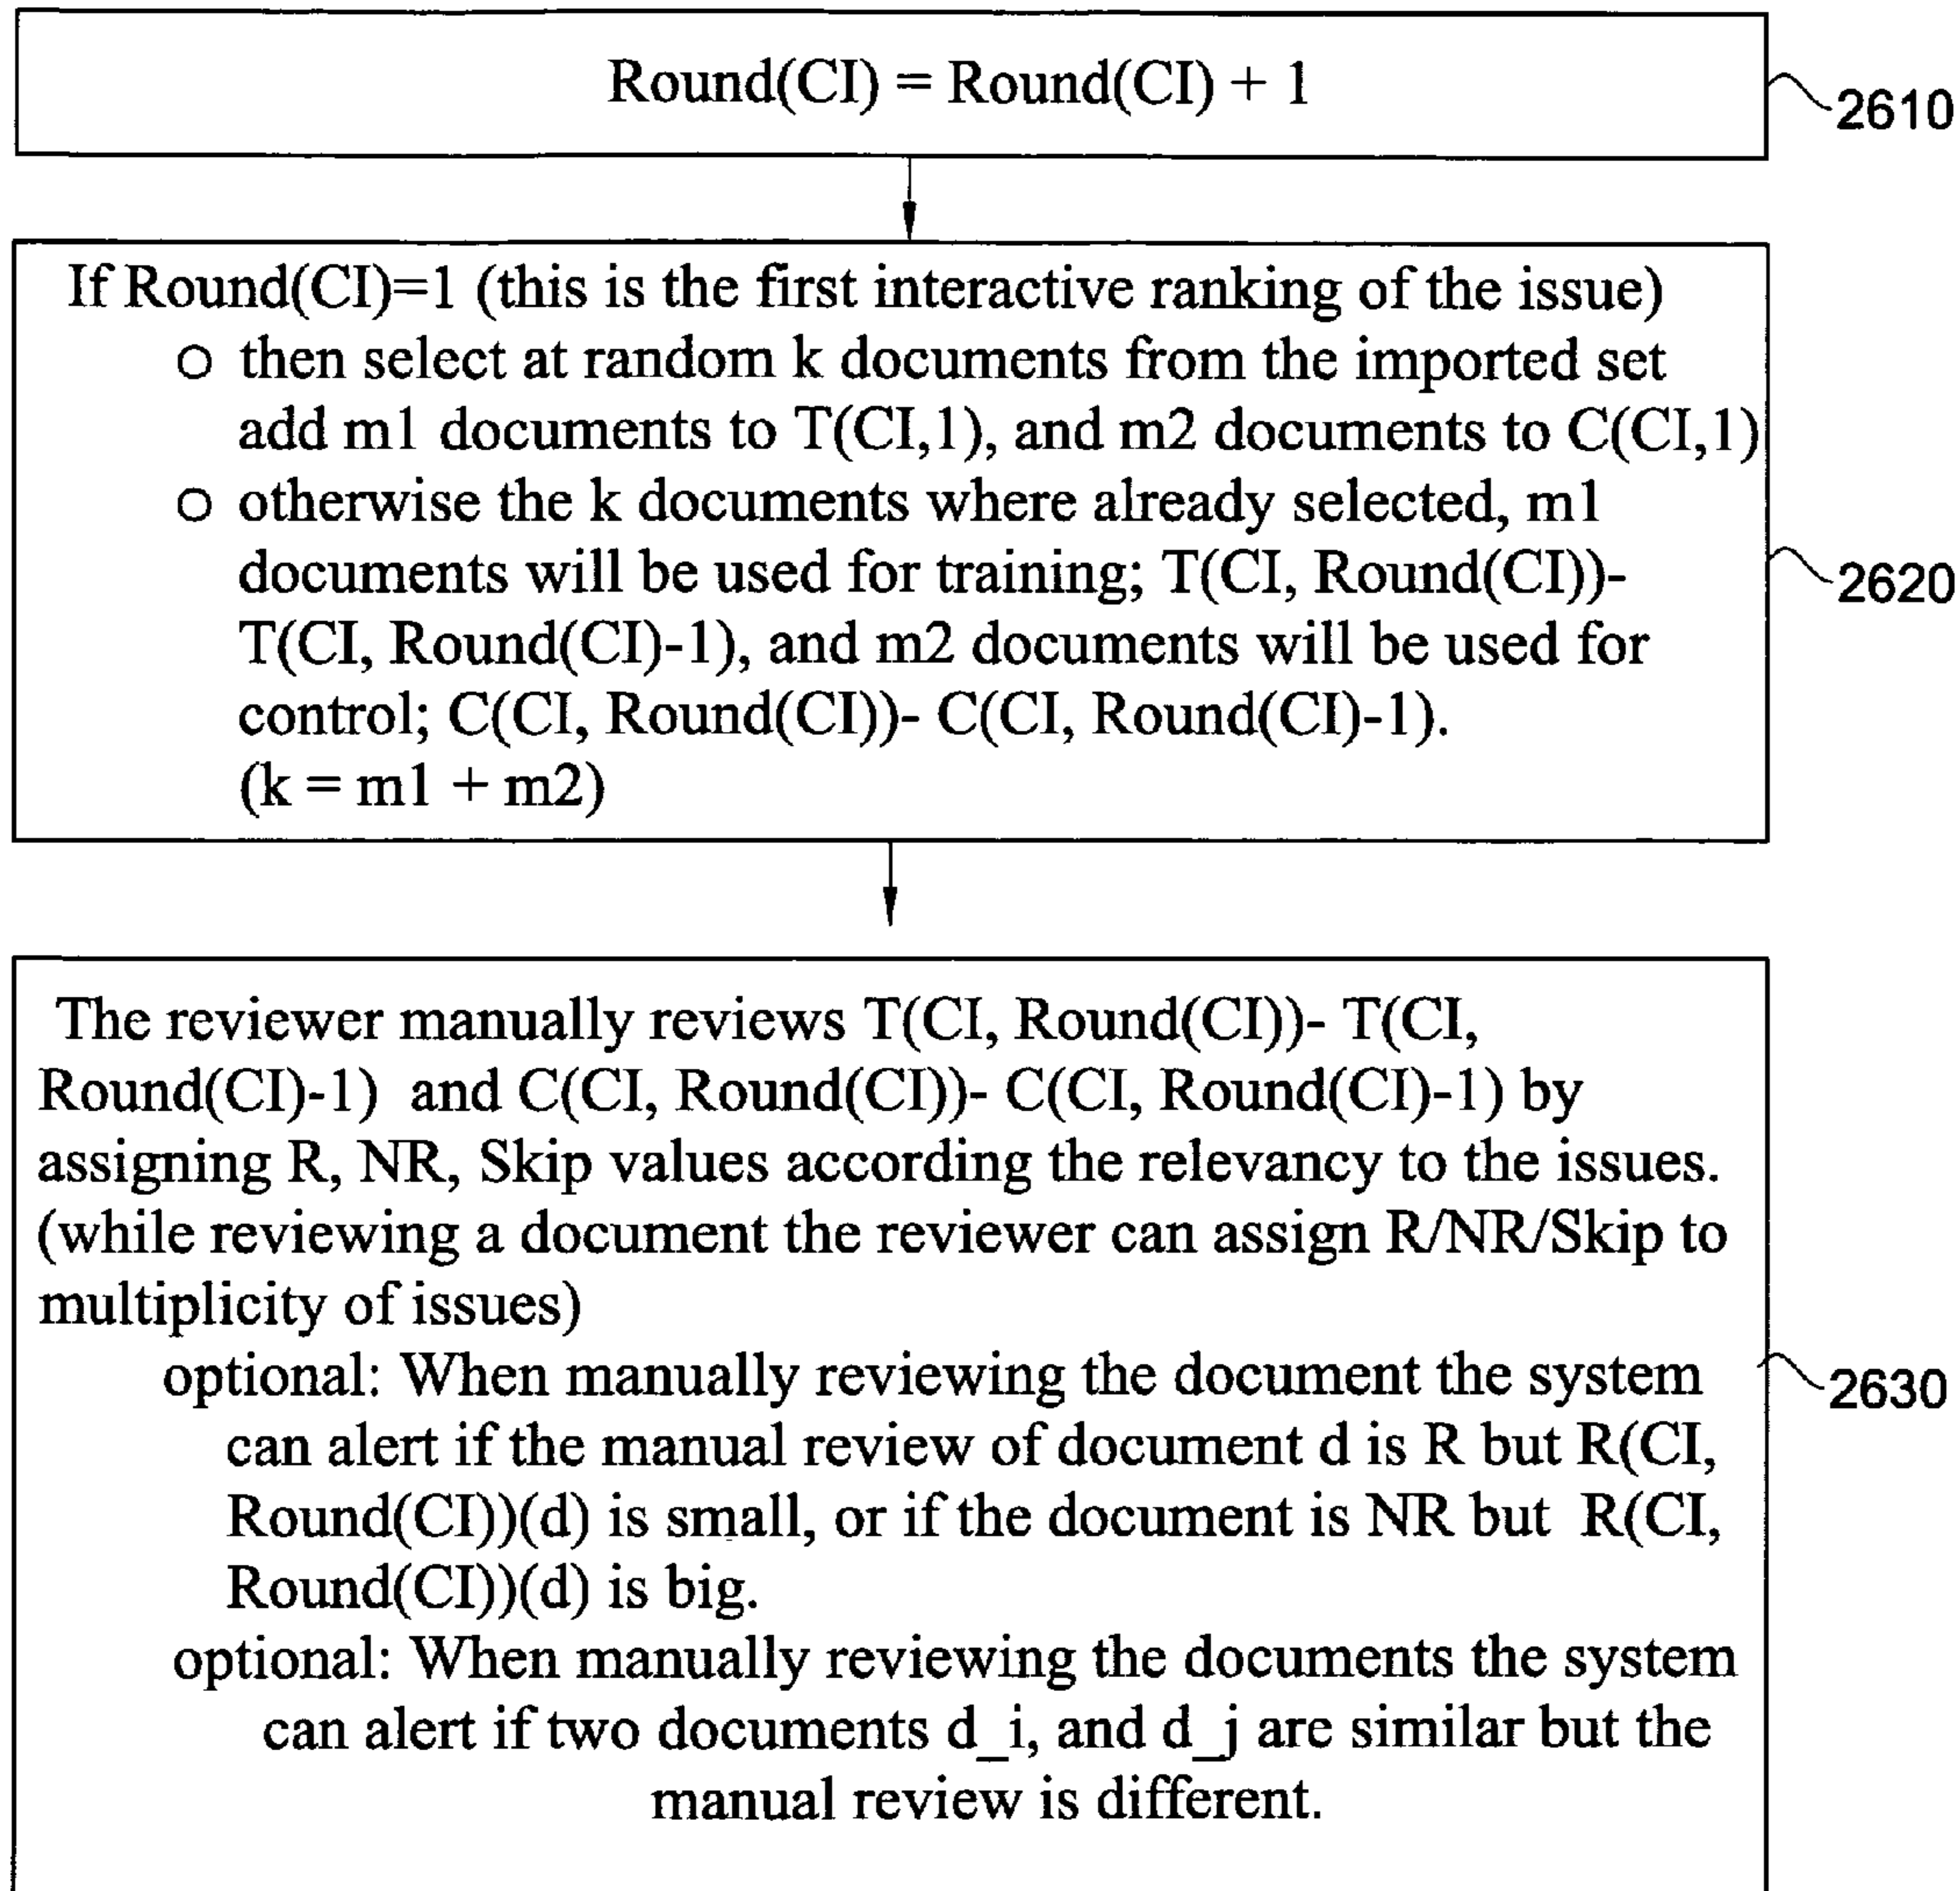 Round(CI) = Round(CI) + 1
2610
If Round(CI)=1 (this is the first interactive ranking of the issue)
○ then select at random k documents from the imported set
add m1 documents to T(CI,1), and m2 documents to C(CI,1)
○ otherwise the k documents where already selected, m1
documents will be used for training; T(CI, Round(CI))-
T(CI, Round(CI)-1), and m2 documents will be used for
control; C(CI, Round(CI))- C(CI, Round(CI)-1).
(k = m1 + m2)
2620
The reviewer manually reviews T(CI, Round(CI))- T(CI,
Round(CI)-1) and C(CI, Round(CI))- C(CI, Round(CI)-1) by
assigning R, NR, Skip values according the relevancy to the issues.
(while reviewing a document the reviewer can assign R/NR/Skip to
multiplicity of issues)
optional: When manually reviewing the document the system
can alert if the manual review of document d is R but R(CI,
Round(CI))(d) is small, or if the document is NR but R(CI,
Round(CI))(d) is big.
optional: When manually reviewing the documents the system
can alert if two documents d_i, and d_j are similar but the
manual review is different.
2630